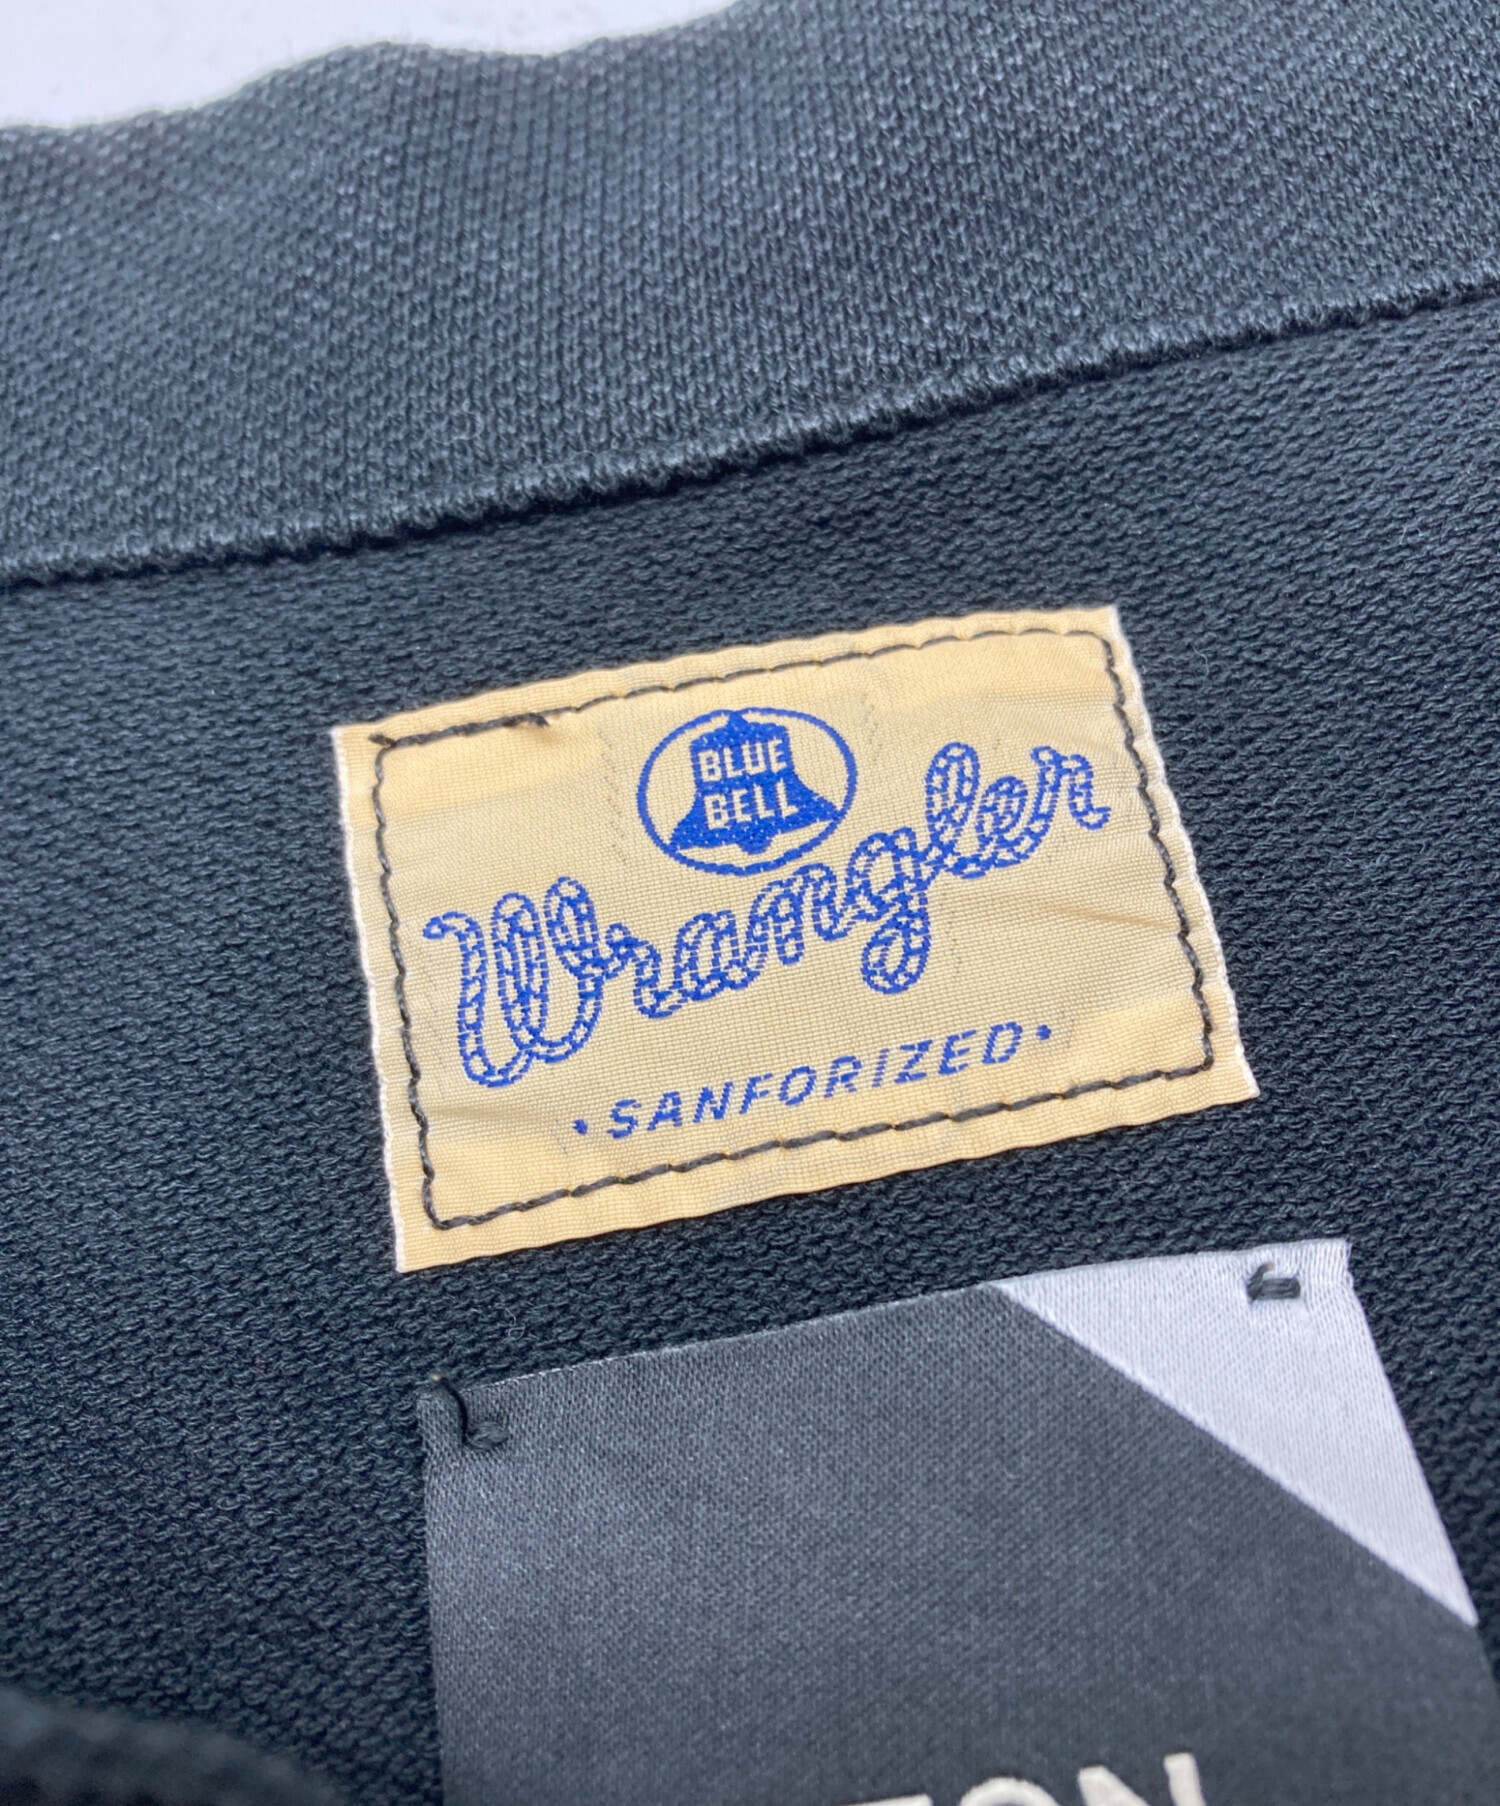 BLUE
BELL
Wrangler
• SANFORIZED •